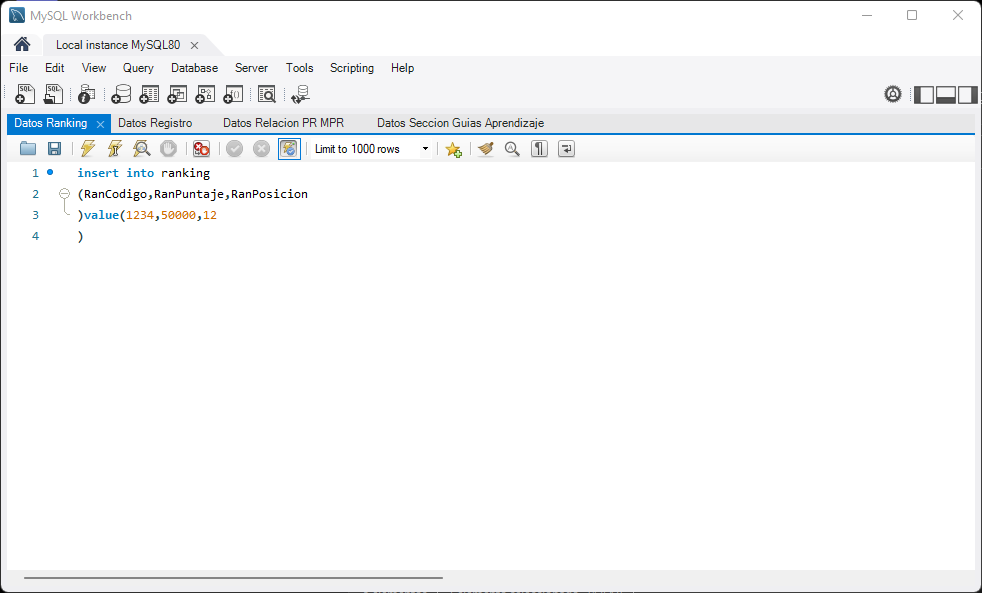 MySQL Workbench
Local instance MySQL80
File Edit View Query Database Server Tools Scripting Help
Datos Ranking Datos Registro Datos Relacion PR MPR Datos Seccion Guias Aprendizaje
Limit to 1000 rows
1 insert into ranking
2 (RanCodigo,RanPuntaje,RanPosicion
3 )value(1234,50000,12
4 )